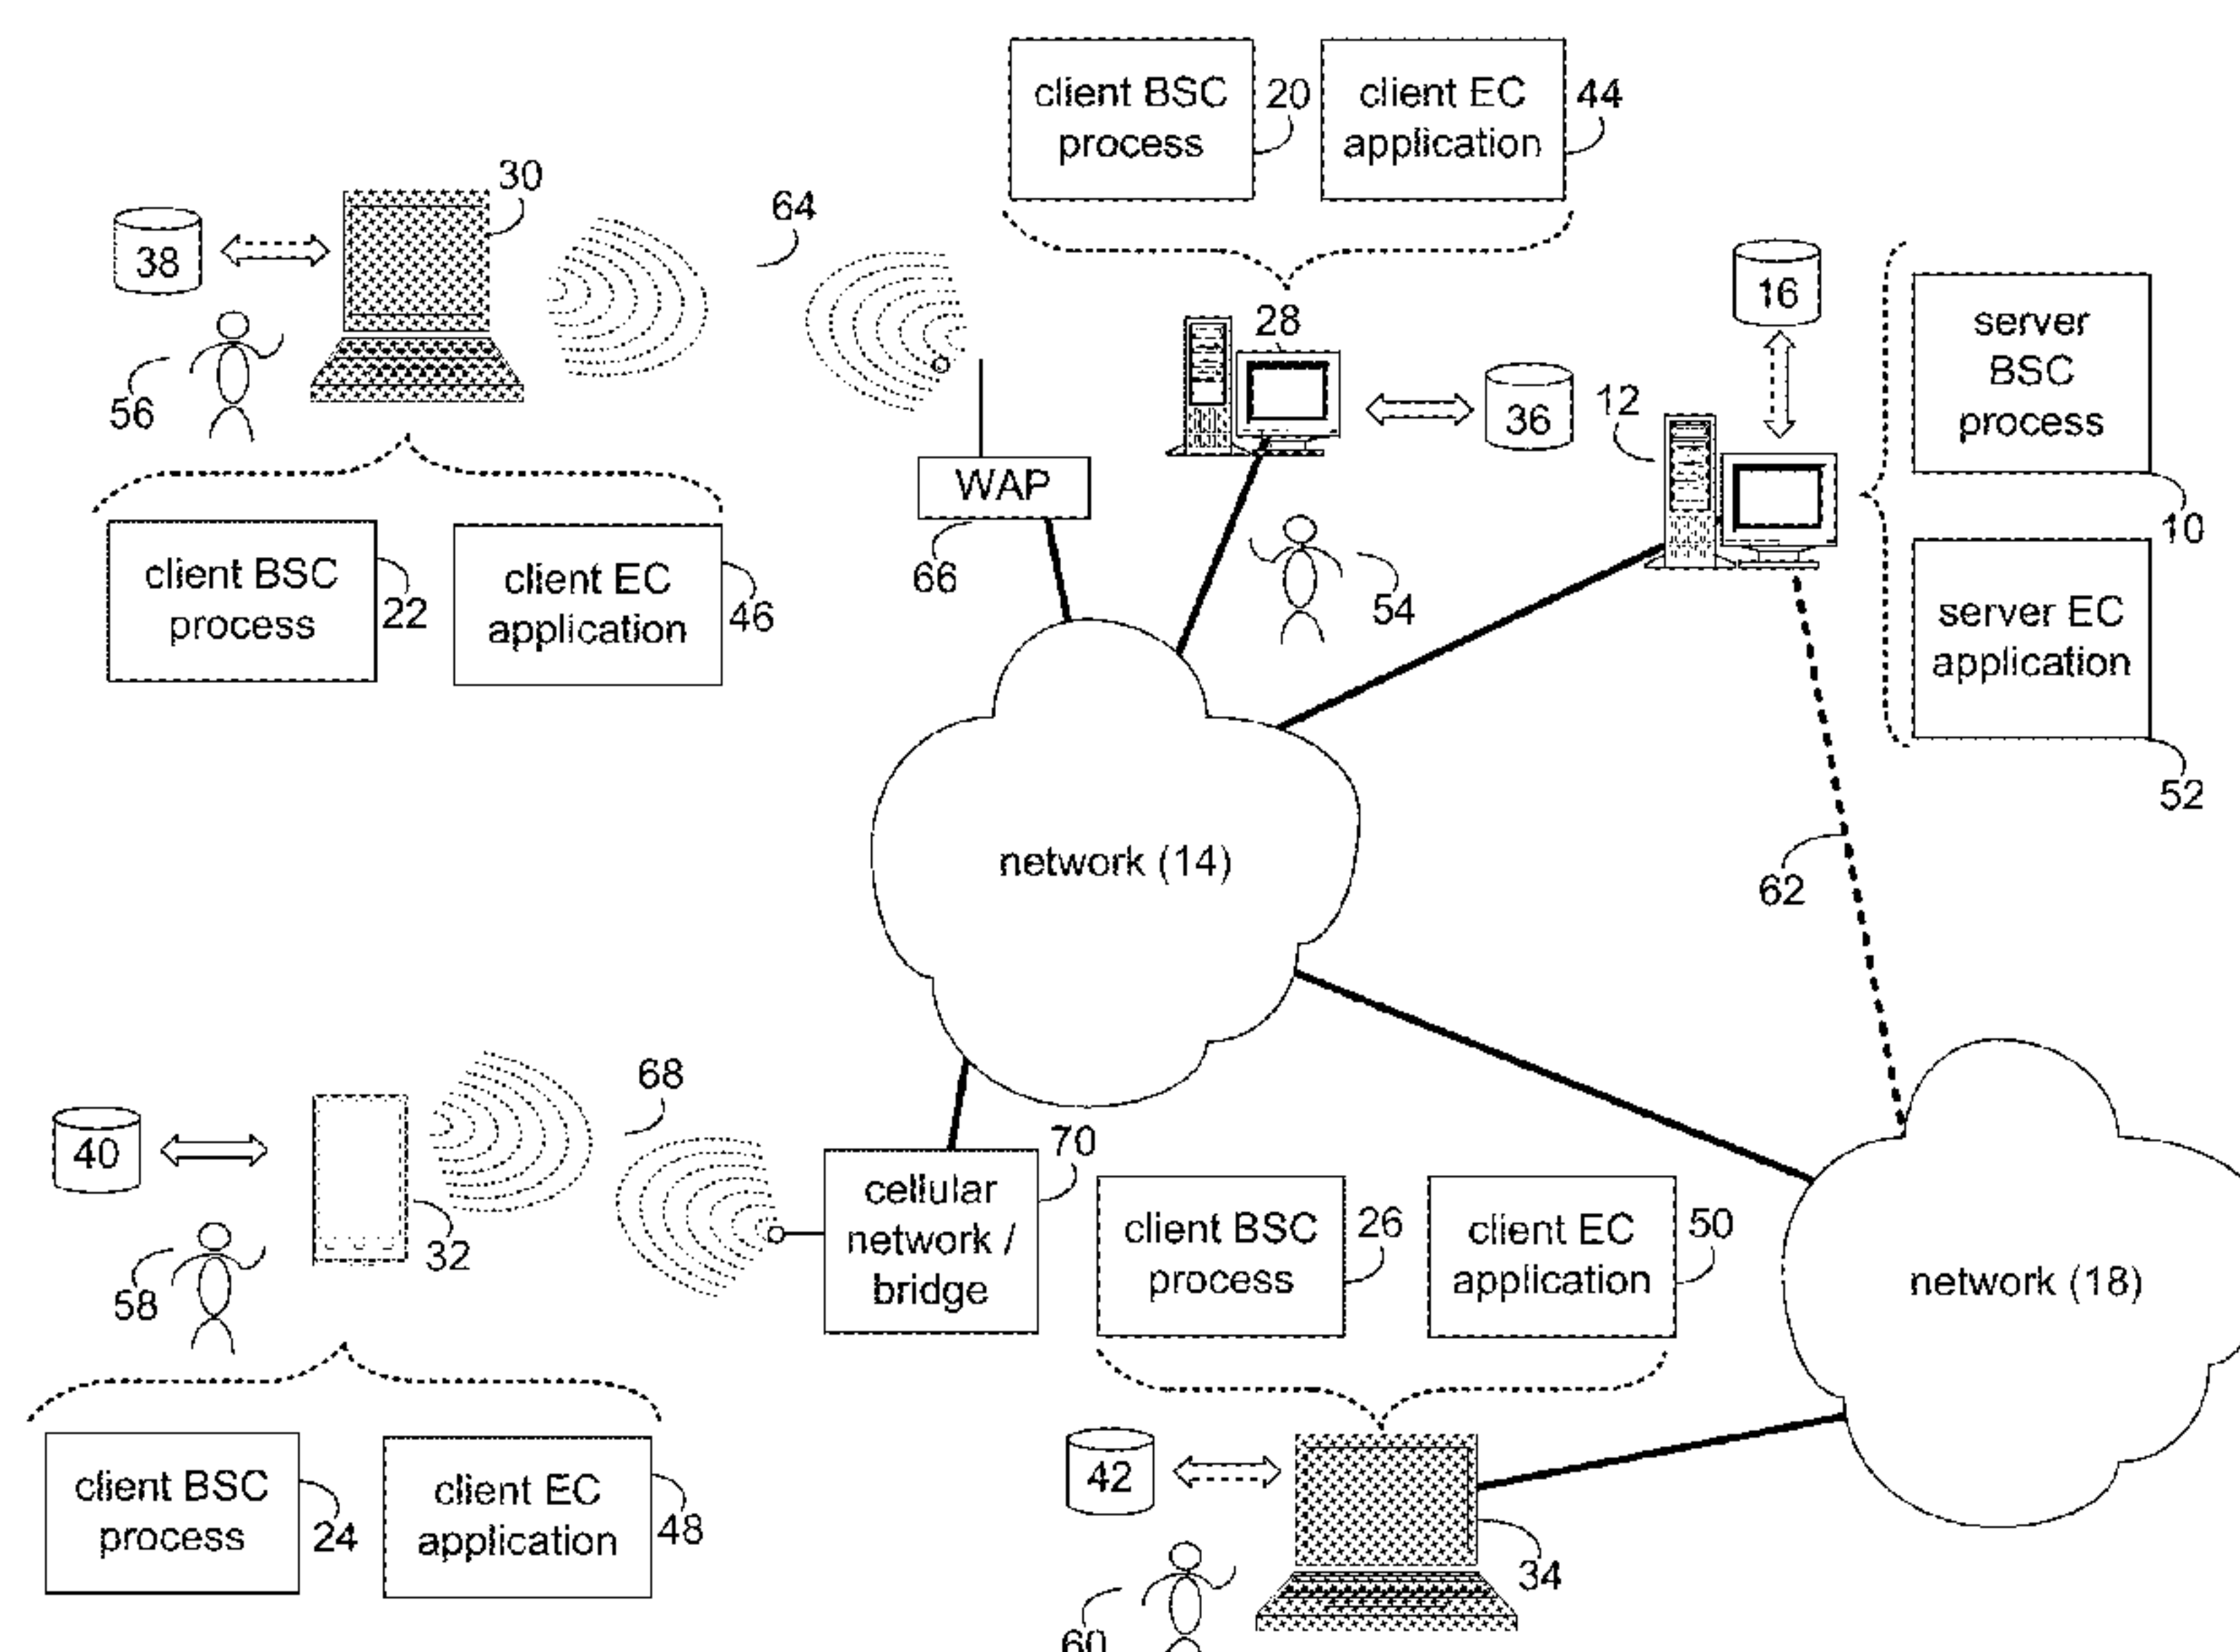 client BSC
process
20
client EC
application
44
30
64
38
56
client BSC
process
22
client EC
application
46
WAP
66
28
36
54
12
16
server
BSC
process
10
server EC
application
52
network (14)
62
68
40
32
58
cellular
network /
bridge
70
client BSC
process
26
client EC
application
50
network (18)
client BSC
process
24
client EC
application
48
42
34
60